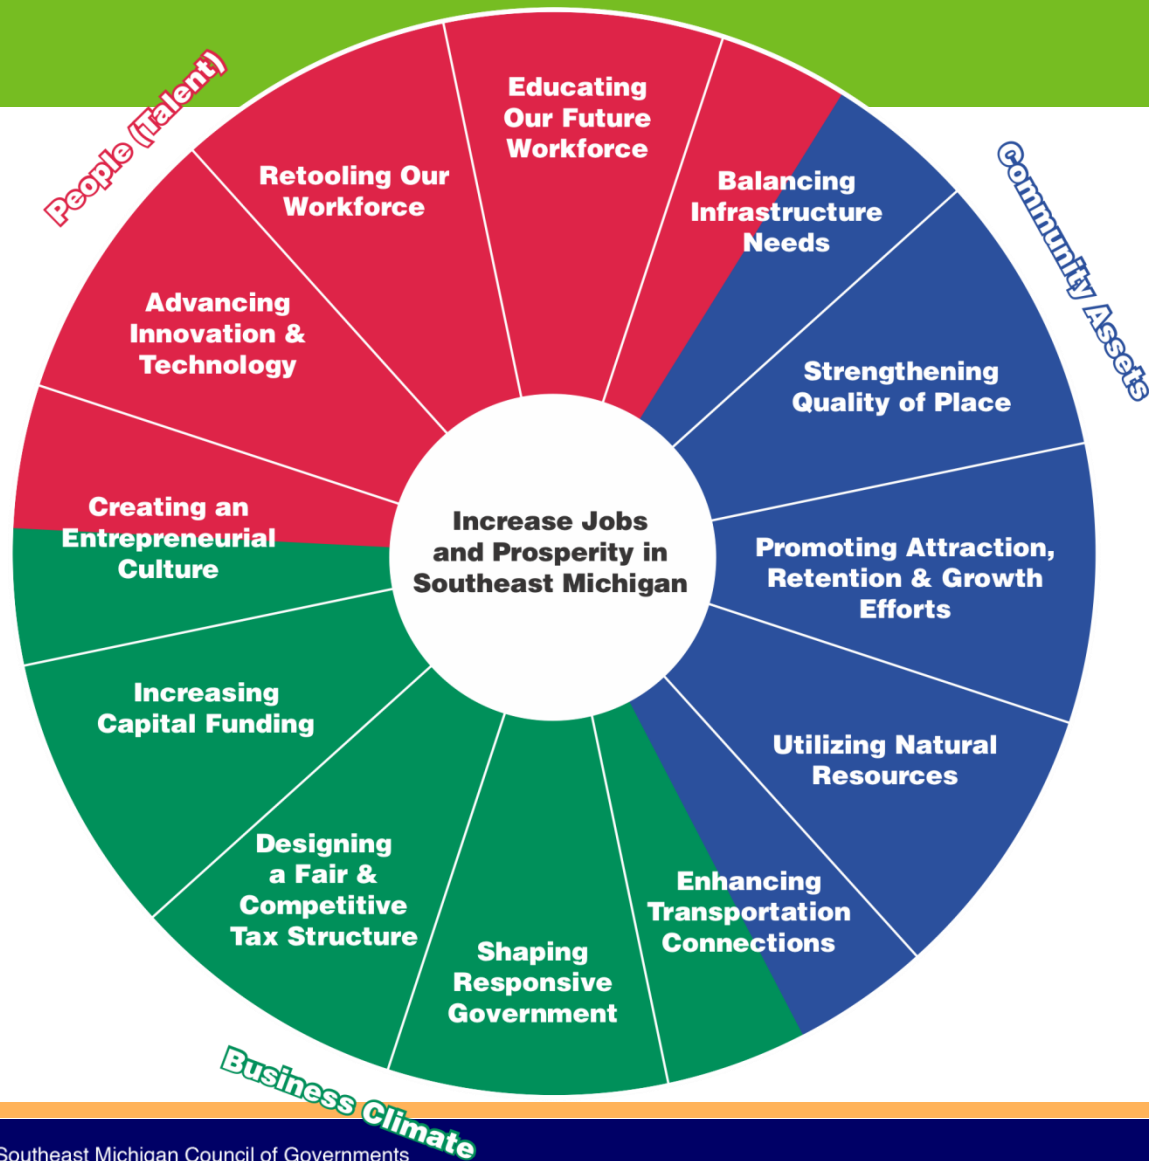 People (Talent)
Educating
Our Future
Workforce
Balancing
Infrastructure
Needs
Community Assets
Strengthening
Quality of Place
Promoting Attraction,
Retention & Growth
Efforts
Utilizing Natural
Resources
Enhancing
Transportation
Connections
Shaping
Responsive
Government
Designing
a Fair &
Competitive
Tax Structure
Business Climate
Increasing
Capital Funding
Creating an
Entrepreneurial
Culture
Advancing
Innovation &
Technology
Retooling Our
Workforce
Increase Jobs
and Prosperity in
Southeast Michigan
Southeast Michigan Council of Governments